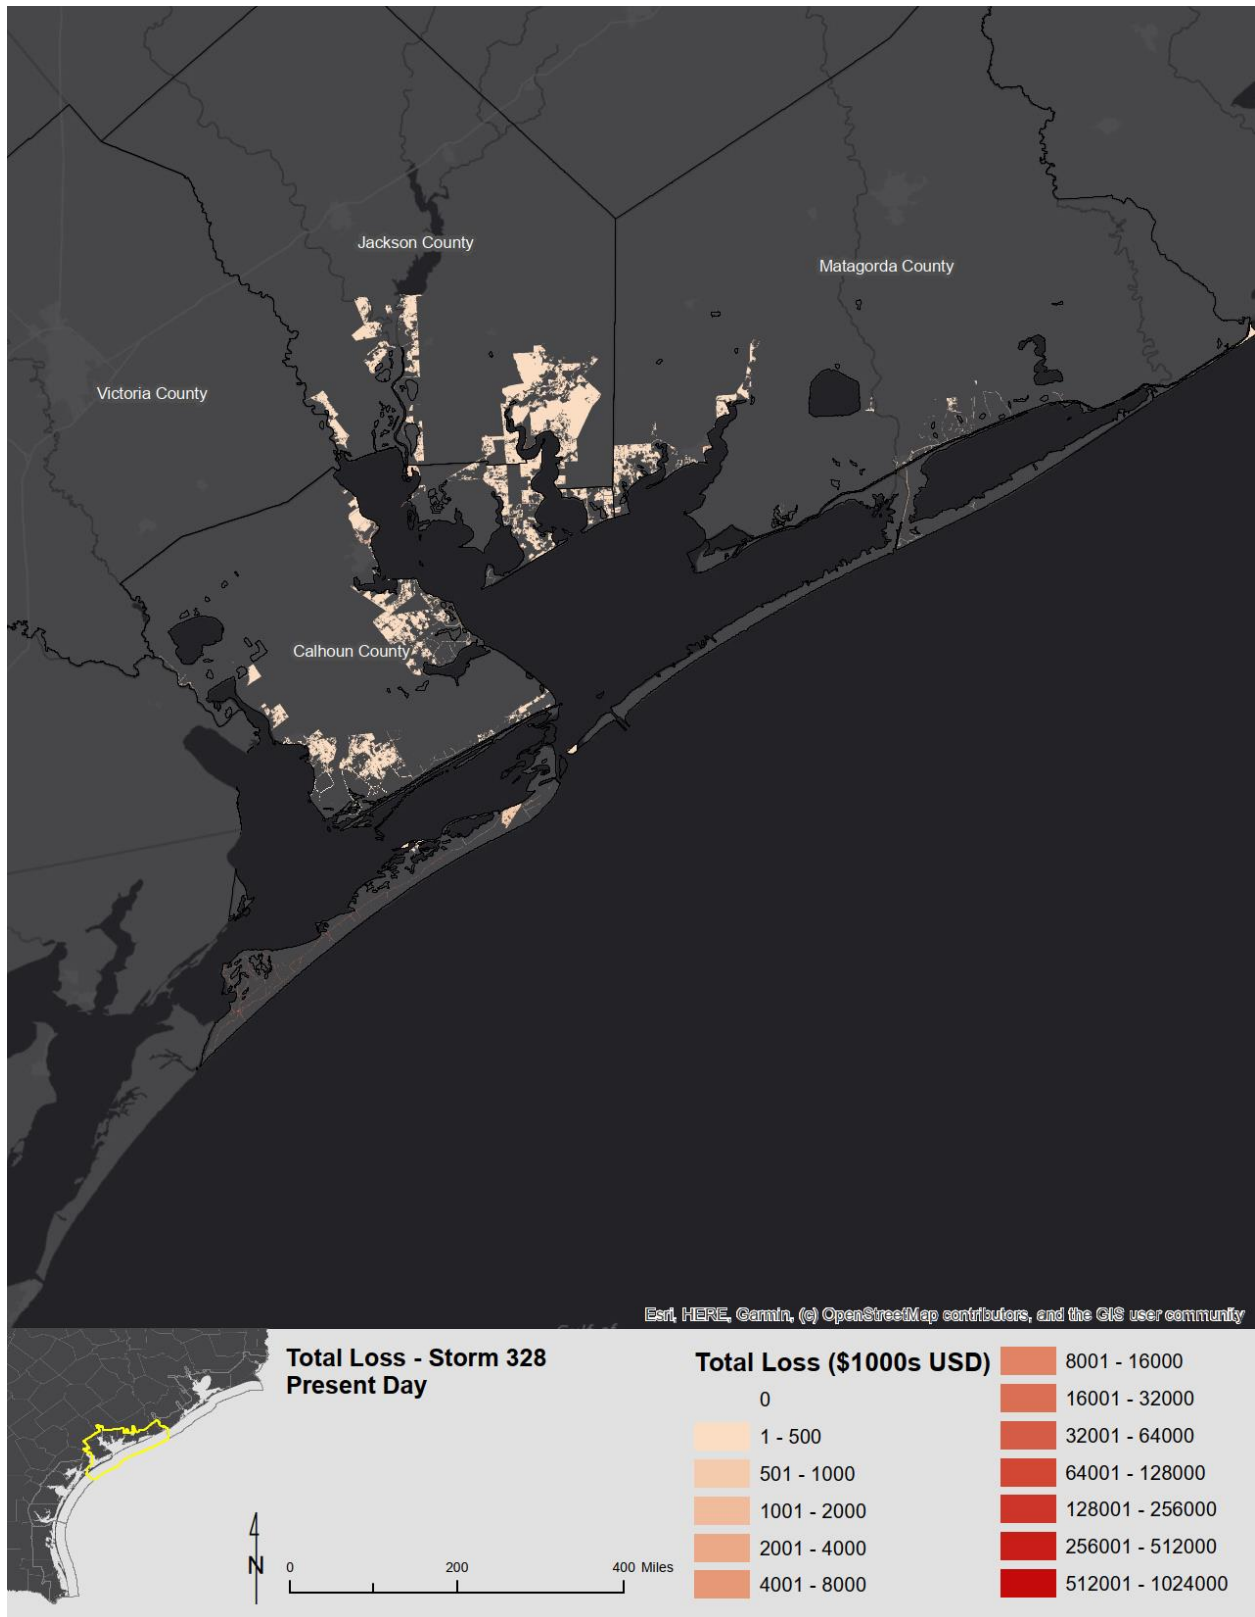 Jackson County
Matagorda County
Victoria County
Calhoun County
Esri, HERE, Garmin, (c) OpenStreetMap contributors, and the GIS user community
Gulf of
Total Loss - Storm 328
Present Day
N
0 200 400 Miles
Total Loss ($1000s USD)
0
1 - 500
501 - 1000
1001 - 2000
2001 - 4000
4001 - 8000
8001 - 16000
16001 - 32000
32001 - 64000
64001 - 128000
128001 - 256000
256001 - 512000
512001 - 1024000